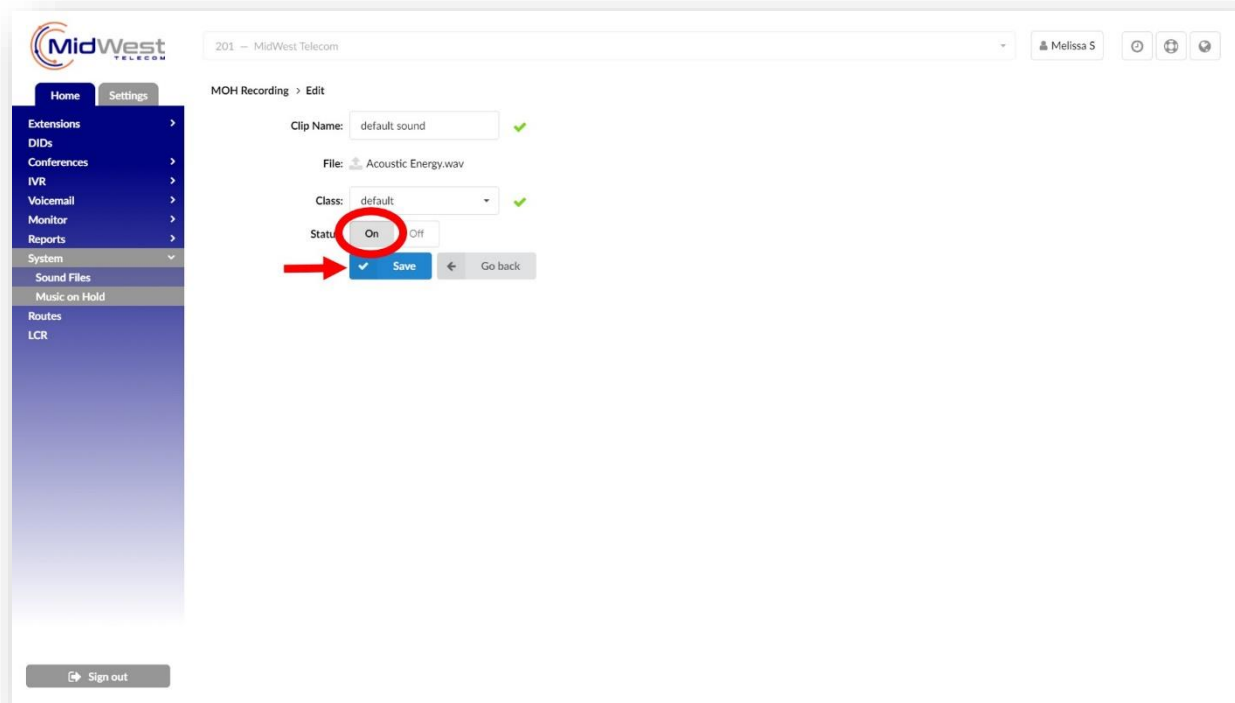 MidWest
TELECOM
201 — MidWest Telecom
Melissa S
Home Settings
MOH Recording > Edit
Extensions
DIDs
Conferences
IVR
Voicemail
Monitor
Reports
System
Sound Files
Music on Hold
Routes
LCR
Clip Name: default sound
File: Acoustic Energy.wav
Class: default
Statu On Off
Save Go back
Sign out